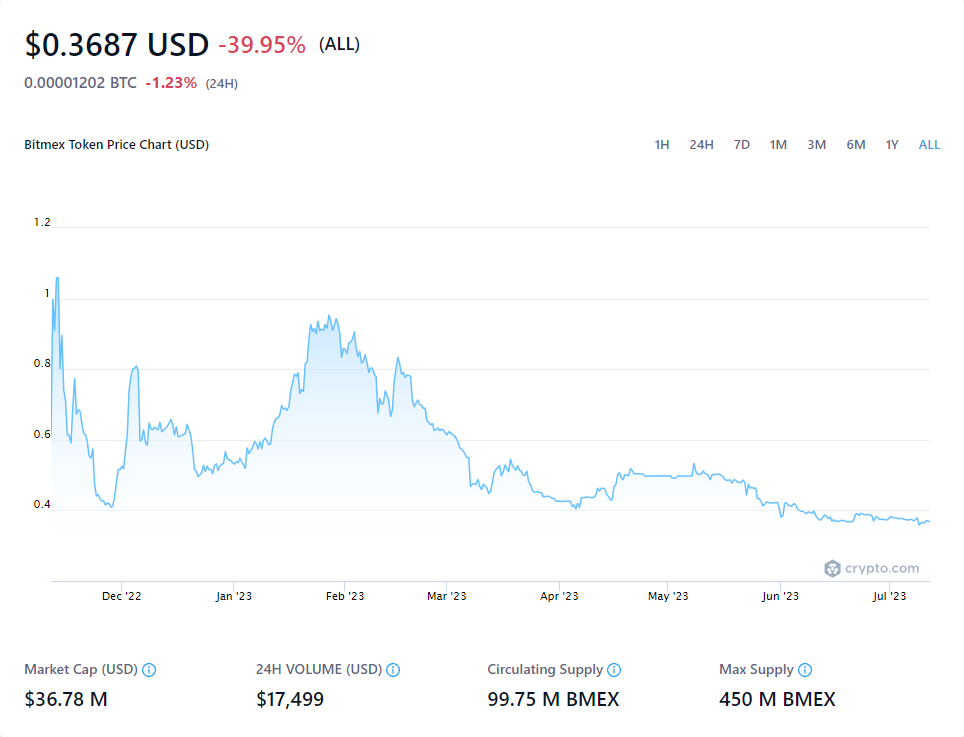 $0.3687 USD -39.95% (ALL)
0.00001202 BTC -1.23% (24H)
Bitmex Token Price Chart (USD) 1H 24H 7D 1M 3M 6M 1Y ALL
1.2
1
0.8
0.6
0.4
crypto.com
Dec '22 Jan '23 Feb '23 Mar '23 Apr '23 May '23 Jun '23 Jul '23
Market Cap (USD) 24H VOLUME (USD) Circulating Supply Max Supply
$36.78 M $17,499 99.75 M BMEX 450 M BMEX